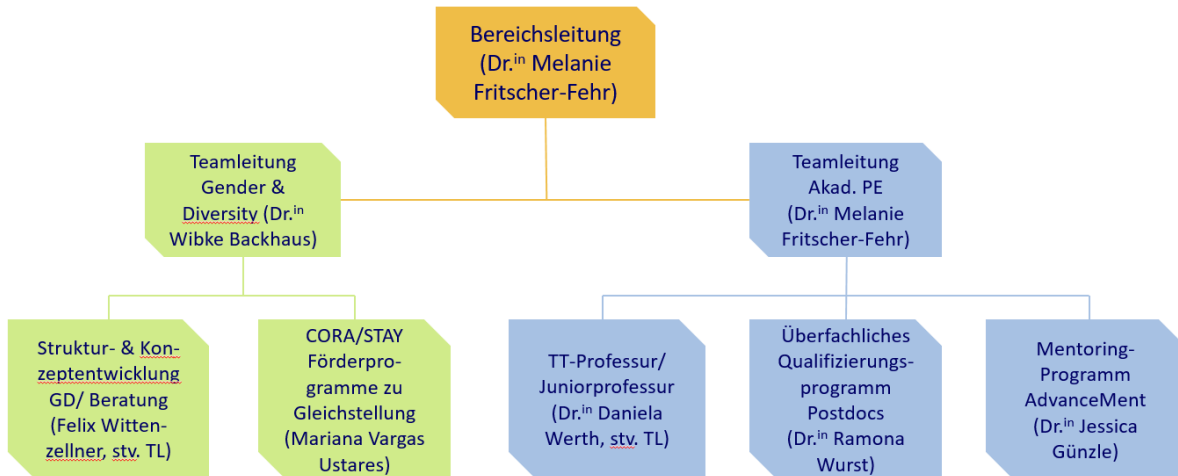 Bereichsleitung
(Dr.ⁱⁿ Melanie
Fritscher-Fehr)
Teamleitung
Gender &
Diversity (Dr.ⁱⁿ
Wibke Backhaus)
Teamleitung
Akad. PE
(Dr.ⁱⁿ Melanie
Fritscher-Fehr)
Struktur- & Kon-
zeptentwicklung
GD/ Beratung
(Felix Witten-
zellner, stv. TL)
CORA/STAY
Förderpro-
gramme zu
Gleichstellung
(Mariana Vargas
Ustares)
TT-Professur/
Juniorprofessur
(Dr.ⁱⁿ Daniela
Werth, stv. TL)
Überfachliches
Qualifizierungs-
programm
Postdocs
(Dr.ⁱⁿ Ramona
Wurst)
Mentoring-
Programm
AdvanceMent
(Dr.ⁱⁿ Jessica
Günzle)